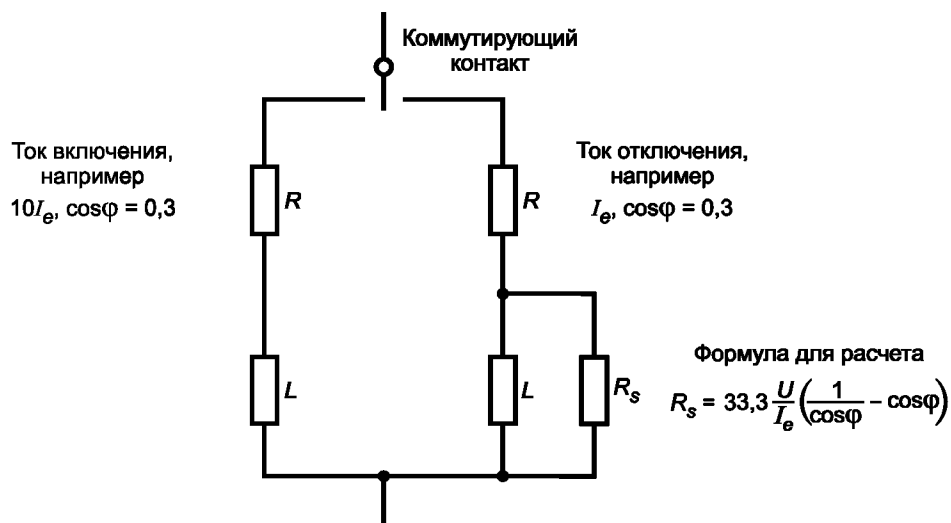 Коммутирующий
контакт
Ток включения,
например
10Iₑ, cosφ = 0,3
Ток отключения,
например
Iₑ, cosφ = 0,3
R
R
L
L
Rₛ
Формула для расчета
Rₛ = 33,3 U/Iₑ (1/cosφ – cosφ)